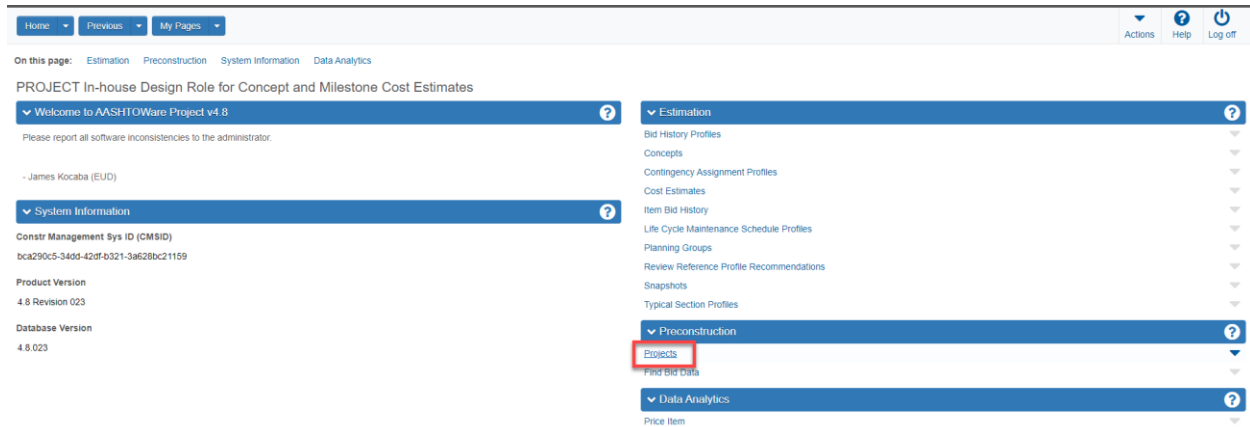 Home Previous My Pages
Actions Help Log off
On this page: Estimation Preconstruction System Information Data Analytics
PROJECT In-house Design Role for Concept and Milestone Cost Estimates
Welcome to AASHTOWare Project v4.8
Please report all software inconsistencies to the administrator.
- James Kocaba (EUD)
System Information
Constr Management Sys ID (CMSID)
bca290c5-34dd-42df-b321-3a628bc21159
Product Version
4.8 Revision 023
Database Version
4.8.023
Estimation
Bid History Profiles
Concepts
Contingency Assignment Profiles
Cost Estimates
Item Bid History
Life Cycle Maintenance Schedule Profiles
Planning Groups
Review Reference Profile Recommendations
Snapshots
Typical Section Profiles
Preconstruction
Projects
Find Bid Data
Data Analytics
Price Item